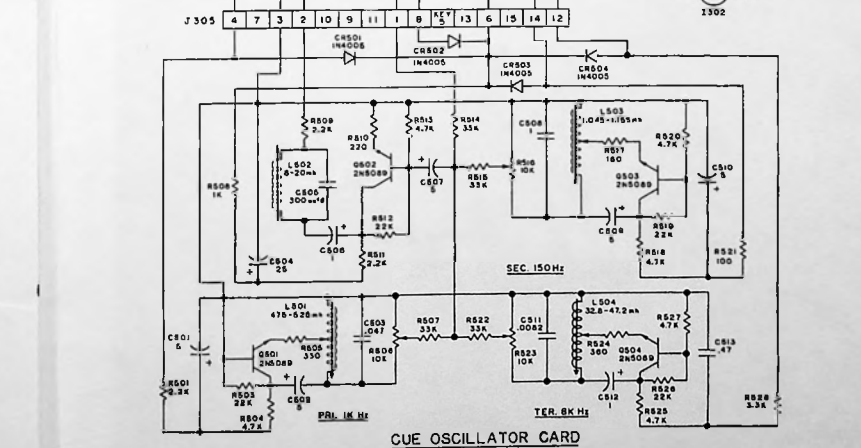 1302
J305 4 7 3 2 10 9 11 1 8 KEY 5 13 6 15 14 12
CR501
1N4005
CR502
1N4005
CR503
1N4005
CR504
1N4005
R509
2.2K
R510
220
R513
4.7K
R514
33K
C508
1
L503
1.045-1.155mh
R520
4.7K
L502
8-20mh
C505
300mmfd
Q502
2N5089
C507
5
R515
33K
R516
10K
R517
160
Q503
2N5089
C510
5
R508
1K
R512
22K
C506
1
R511
2.2K
C509
5
R519
22K
R518
4.7K
R521
100
C504
25
SEC. 150Hz
L501
475-525mh
C503
.047
R507
33K
R522
33K
C511
.0082
L504
32.8-47.2mh
R527
4.7K
C501
5
Q501
2N5089
R505
330
R506
10K
R523
10K
R524
360
Q504
2N5089
C513
.47
R501
2.2K
R503
22K
R504
4.7K
PRI. 1K Hz
C512
1
R526
22K
R525
4.7K
R528
3.3K
TER. 8K Hz
CUE OSCILLATOR CARD